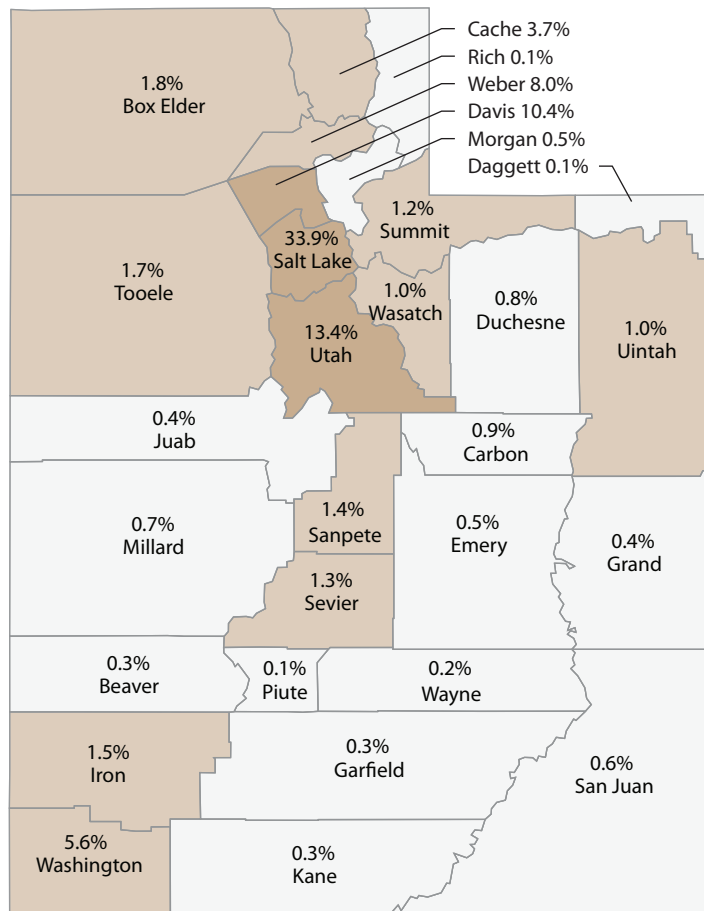 Cache 3.7%
Rich 0.1%
Weber 8.0%
Davis 10.4%
Morgan 0.5%
Daggett 0.1%
1.8%
Box Elder
1.2%
Summit
33.9%
Salt Lake
1.7%
Tooele
1.0%
Wasatch
0.8%
Duchesne
1.0%
Uintah
13.4%
Utah
0.4%
Juab
0.9%
Carbon
0.7%
Millard
1.4%
Sanpete
0.5%
Emery
0.4%
Grand
1.3%
Sevier
0.3%
Beaver
0.1%
Piute
0.2%
Wayne
1.5%
Iron
0.3%
Garfield
0.6%
San Juan
5.6%
Washington
0.3%
Kane